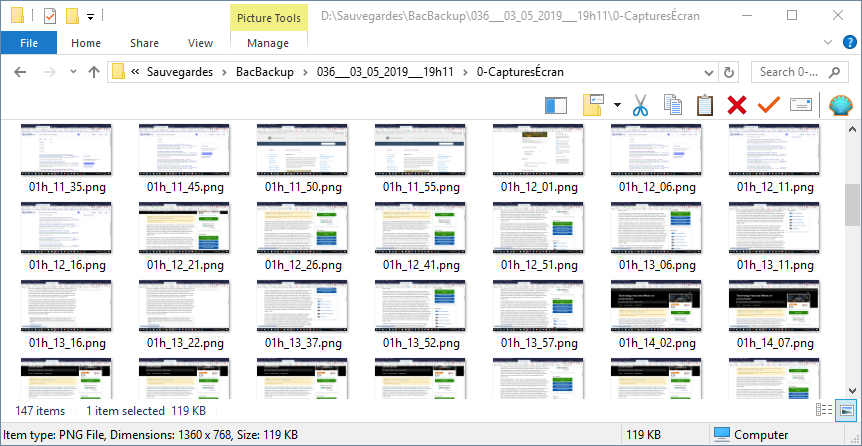 Picture Tools
D:\Sauvegardes\BacBackup\036___03_05_2019___19h11\0-CapturesÉcran
File Home Share View Manage
« Sauvegardes BacBackup 036___03_05_2019___19h11 0-CapturesÉcran Search 0-...
01h_11_35.png 01h_11_45.png 01h_11_50.png 01h_11_55.png 01h_12_01.png 01h_12_06.png 01h_12_11.png
01h_12_16.png 01h_12_21.png 01h_12_26.png 01h_12_41.png 01h_12_51.png 01h_13_06.png 01h_13_11.png
01h_13_16.png 01h_13_22.png 01h_13_37.png 01h_13_52.png 01h_13_57.png 01h_14_02.png 01h_14_07.png
147 items 1 item selected 119 KB
Item type: PNG File, Dimensions: 1360 x 768, Size: 119 KB 119 KB Computer